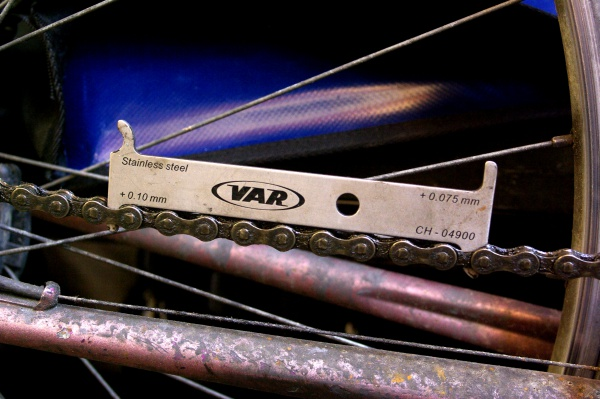 Stainless steel
+ 0.10 mm
VAR
+ 0.075 mm
CH - 04900